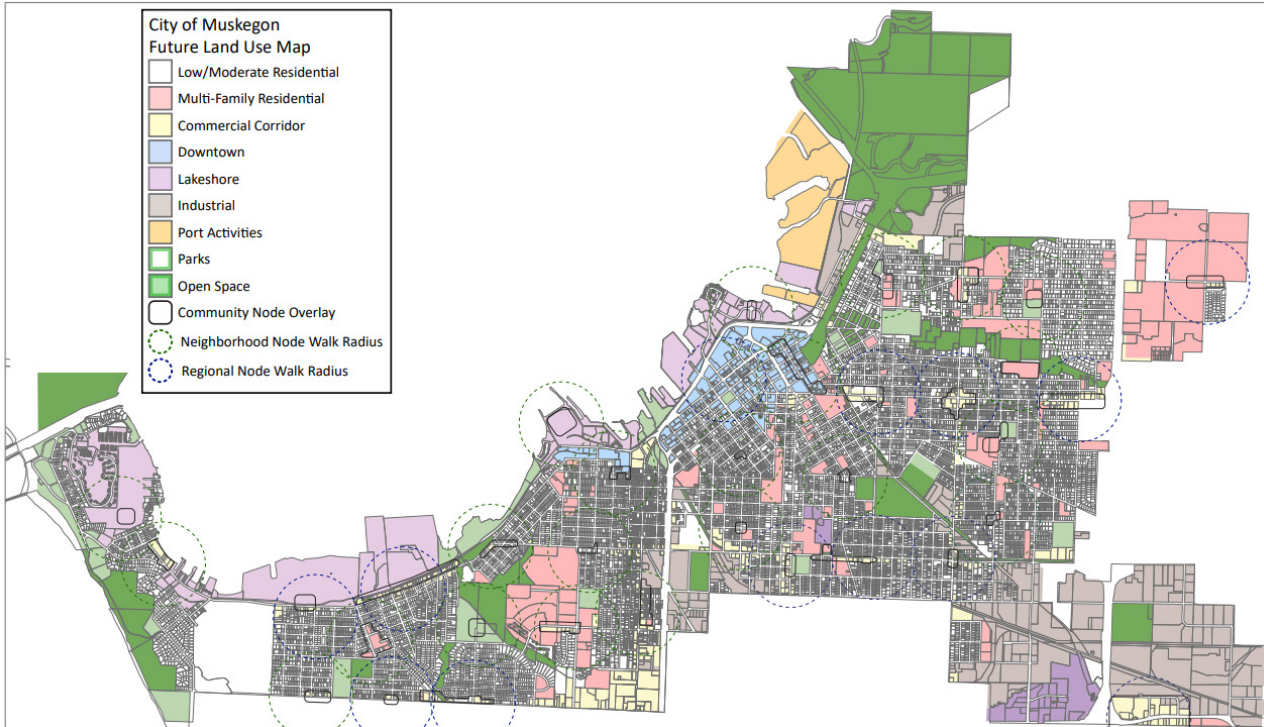 City of Muskegon
Future Land Use Map
Low/Moderate Residential
Multi-Family Residential
Commercial Corridor
Downtown
Lakeshore
Industrial
Port Activities
Parks
Open Space
Community Node Overlay
Neighborhood Node Walk Radius
Regional Node Walk Radius